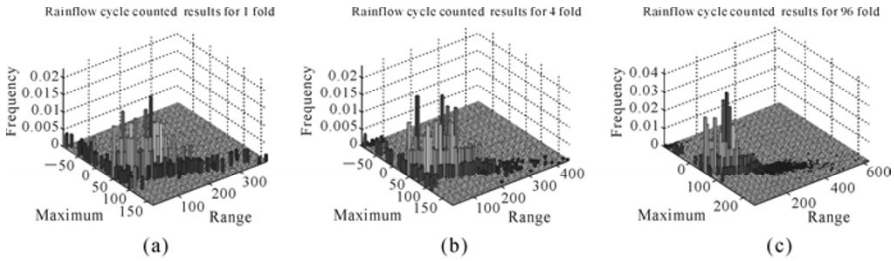 Rainflow cycle counted results for 1 fold
Frequency
0.02
0.015
0.01
0.005
0
−50
0
50
100
150
Maximum
100
200
300
Range
(a)
Rainflow cycle counted results for 4 fold
Frequency
0.02
0.015
0.01
0.005
0
−50
0
50
100
150
Maximum
100
200
300
400
Range
(b)
Rainflow cycle counted results for 96 fold
Frequency
0.04
0.03
0.02
0.01
0
0
100
200
Maximum
200
400
600
Range
(c)